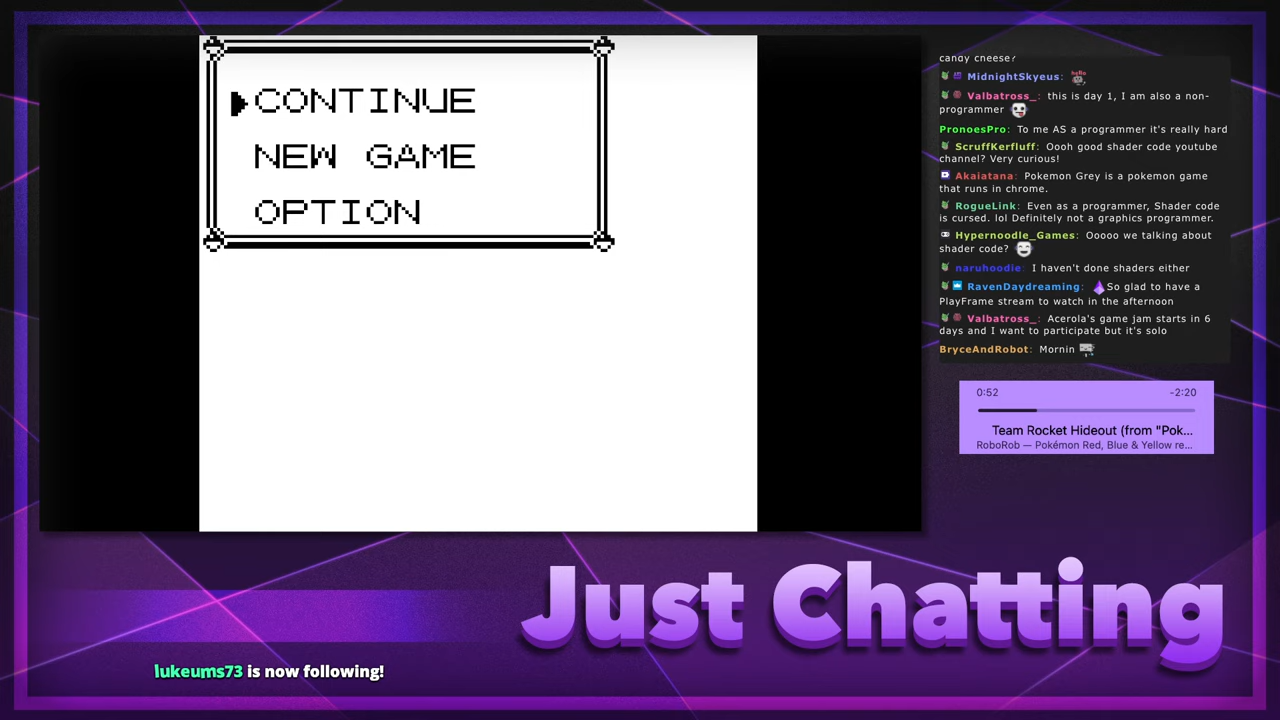 CONTINUE
NEW GAME
OPTION
candy cheese?
MidnightSkyeus:
Valbatross_: this is day 1, I am also a non-
programmer
PronoesPro: To me AS a programmer it's really hard
ScruffKerfluff: Oooh good shader code youtube
channel? Very curious!
Akaiatana: Pokemon Grey is a pokemon game
that runs in chrome.
RogueLink: Even as a programmer, Shader code
is cursed. lol Definitely not a graphics programmer.
Hypernoodle_Games: Ooooo we talking about
shader code?
naruhoodie: I haven't done shaders either
RavenDaydreaming: So glad to have a
PlayFrame stream to watch in the afternoon
Valbatross_: Acerola's game jam starts in 6
days and I want to participate but it's solo
BryceAndRobot: Mornin
0:52 -2:20
Team Rocket Hideout (from "Pok...
RoboRob — Pokémon Red, Blue & Yellow re...
Just Chatting
lukeums73 is now following!